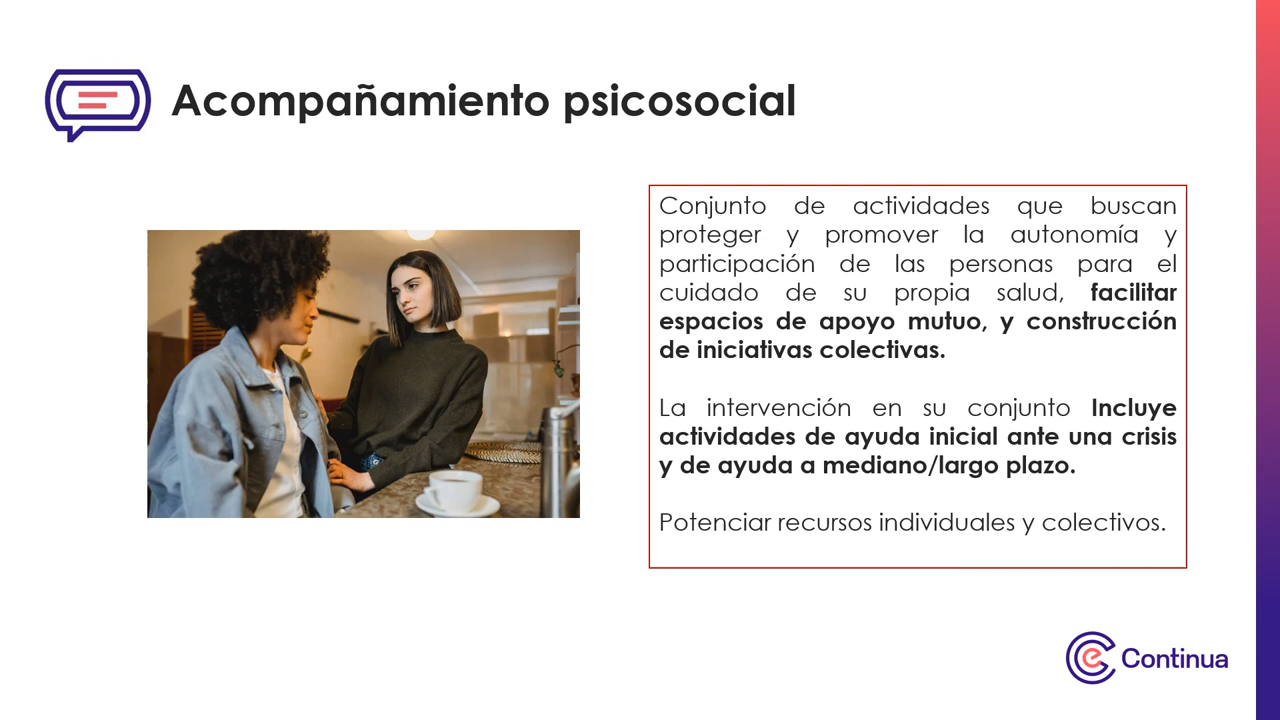 Acompañamiento psicosocial
Conjunto de actividades que buscan
proteger y promover la autonomía y
participación de las personas para el
cuidado de su propia salud, facilitar
espacios de apoyo mutuo, y construcción
de iniciativas colectivas.
La intervención en su conjunto Incluye
actividades de ayuda inicial ante una crisis
y de ayuda a mediano/largo plazo.
Potenciar recursos individuales y colectivos.
e Continua